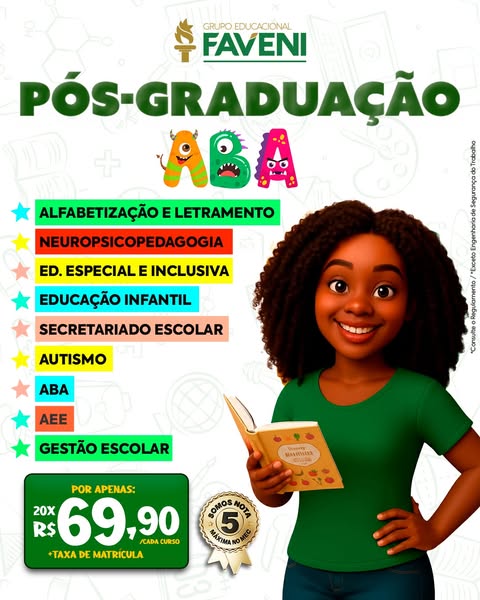 GRUPO EDUCACIONAL
FAVENI
PÓS-GRADUAÇÃO
ABA
ALFABETIZAÇÃO E LETRAMENTO
NEUROPSICOPEDAGOGIA
ED. ESPECIAL E INCLUSIVA
EDUCAÇÃO INFANTIL
SECRETARIADO ESCOLAR
AUTISMO
ABA
AEE
GESTÃO ESCOLAR
POR APENAS:
20X
R$69,90
/CADA CURSO
+TAXA DE MATRÍCULA
SOMOS NOTA
5
MÁXIMA NO MEC
*Consulte o Regulamento / *Exceto Engenharia de Segurança do Trabalho